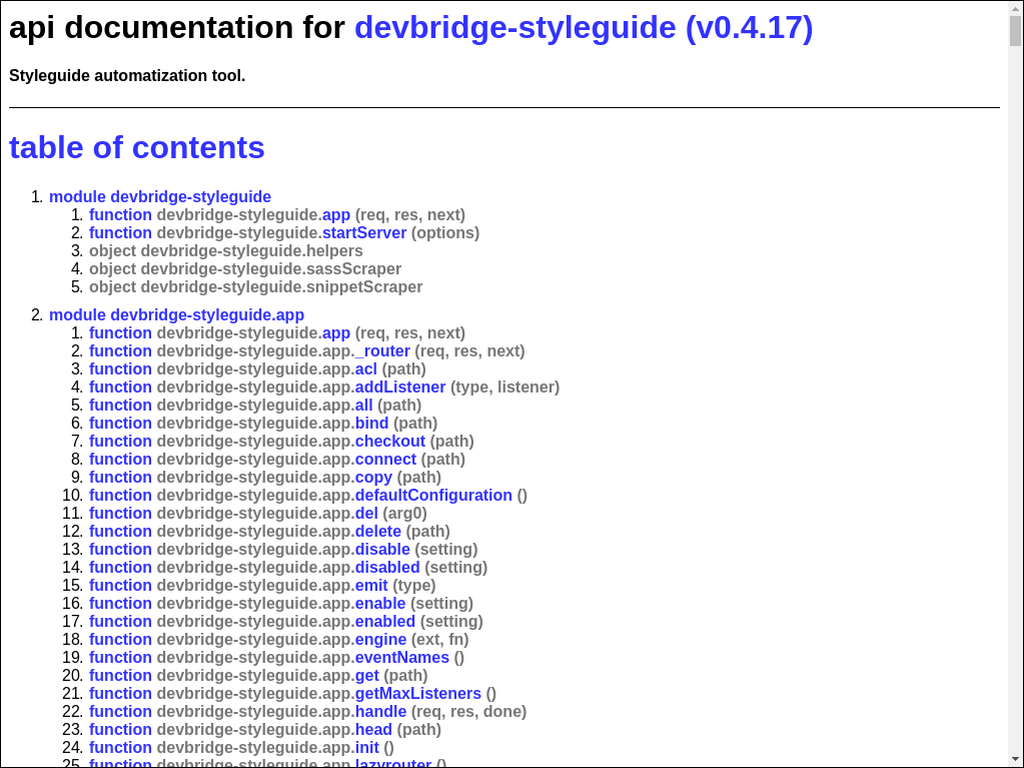 api documentation for devbridge-styleguide (v0.4.17)
Styleguide automatization tool.
table of contents
1. module devbridge-styleguide
1. function devbridge-styleguide.app (req, res, next)
2. function devbridge-styleguide.startServer (options)
3. object devbridge-styleguide.helpers
4. object devbridge-styleguide.sassScraper
5. object devbridge-styleguide.snippetScraper
2. module devbridge-styleguide.app
1. function devbridge-styleguide.app (req, res, next)
2. function devbridge-styleguide.app._router (req, res, next)
3. function devbridge-styleguide.app.acl (path)
4. function devbridge-styleguide.app.addListener (type, listener)
5. function devbridge-styleguide.app.all (path)
6. function devbridge-styleguide.app.bind (path)
7. function devbridge-styleguide.app.checkout (path)
8. function devbridge-styleguide.app.connect (path)
9. function devbridge-styleguide.app.copy (path)
10. function devbridge-styleguide.app.defaultConfiguration ()
11. function devbridge-styleguide.app.del (arg0)
12. function devbridge-styleguide.app.delete (path)
13. function devbridge-styleguide.app.disable (setting)
14. function devbridge-styleguide.app.disabled (setting)
15. function devbridge-styleguide.app.emit (type)
16. function devbridge-styleguide.app.enable (setting)
17. function devbridge-styleguide.app.enabled (setting)
18. function devbridge-styleguide.app.engine (ext, fn)
19. function devbridge-styleguide.app.eventNames ()
20. function devbridge-styleguide.app.get (path)
21. function devbridge-styleguide.app.getMaxListeners ()
22. function devbridge-styleguide.app.handle (req, res, done)
23. function devbridge-styleguide.app.head (path)
24. function devbridge-styleguide.app.init ()
25. function devbridge-styleguide.app.lazyrouter ()